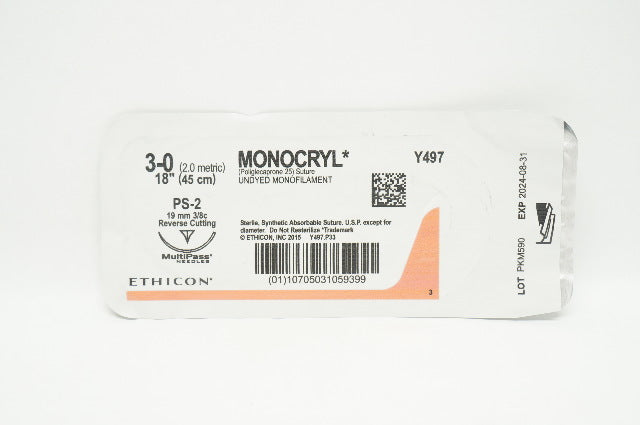 3-0 (2.0 metric)
18" (45 cm)
PS-2
19 mm 3/8c
Reverse Cutting
MultiPass*
NEEDLES
ETHICON*
MONOCRYL*
(Poliglecaprone 25) Suture
UNDYED MONOFILAMENT
Y497
Sterile, Synthetic Absorbable Suture, U.S.P. except for
diameter. Do Not Resterilize *Trademark
© ETHICON, INC 2015 Y497.P33
(01)10705031059399
3
LOT PKM590 EXP 2024-08-31